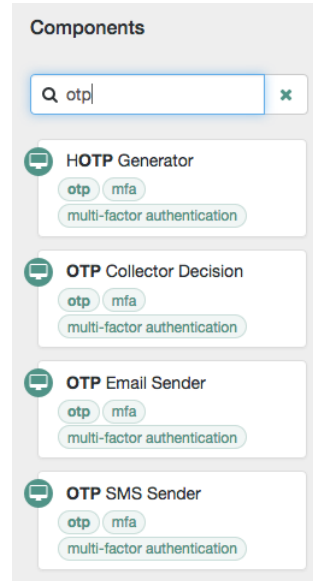 Components
otp
HOTP Generator
otp mfa
multi-factor authentication
OTP Collector Decision
otp mfa
multi-factor authentication
OTP Email Sender
otp mfa
multi-factor authentication
OTP SMS Sender
otp mfa
multi-factor authentication